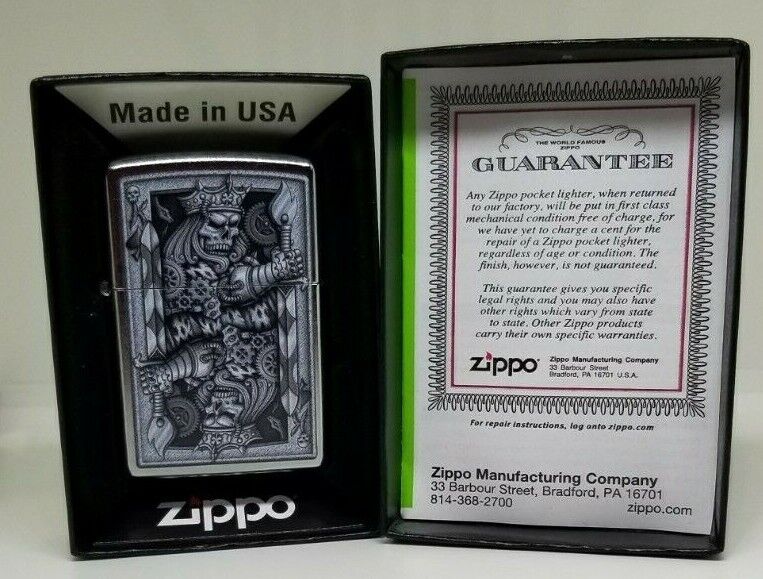 Made in USA
zippo
THE WORLD FAMOUS
ZIPPO
GUARANTEE
Any Zippo pocket lighter, when returned
to our factory, will be put in first class
mechanical condition free of charge, for
we have yet to charge a cent for the
repair of a Zippo pocket lighter,
regardless of age or condition. The
finish, however, is not guaranteed.
This guarantee gives you specific
legal rights and you may also have
other rights which vary from state
to state. Other Zippo products
carry their own specific warranties.
zippo
Zippo Manufacturing Company
33 Barbour Street
Bradford, PA 16701 U.S.A.
For repair instructions, log onto zippo.com
Zippo Manufacturing Company
33 Barbour Street, Bradford, PA 16701
814-368-2700
zippo.com